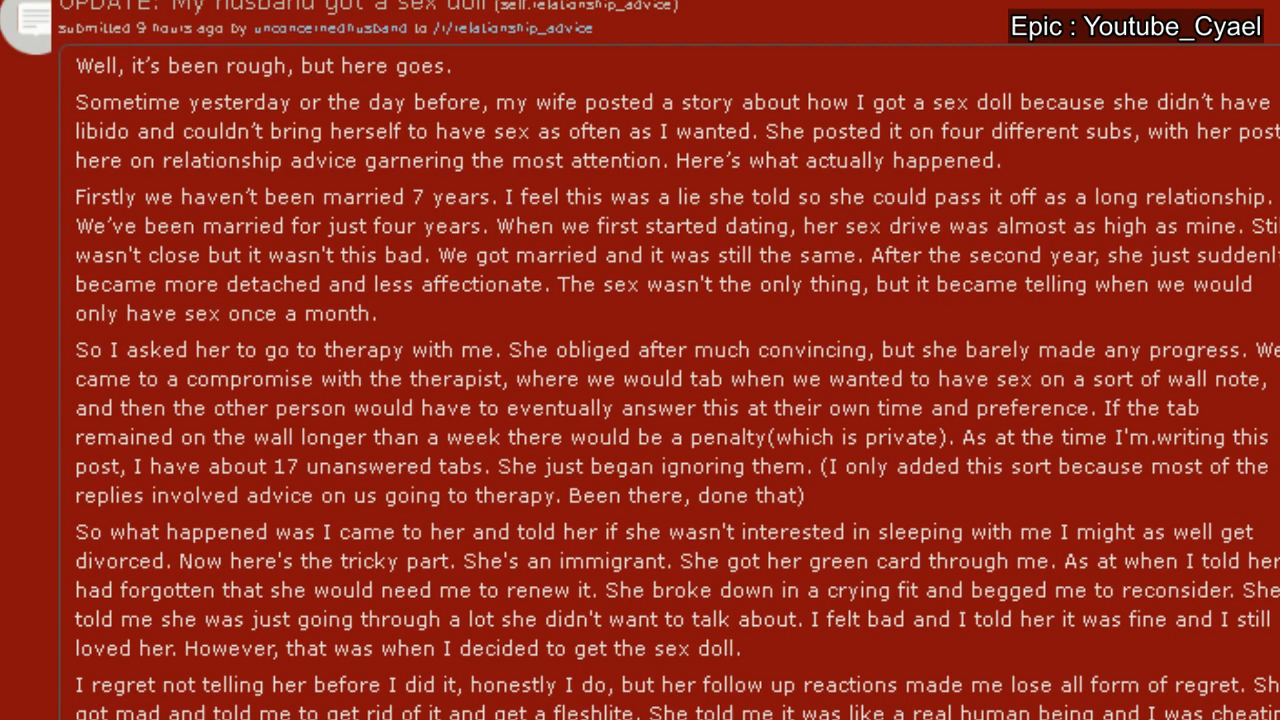 UPDATE: My husband got a sex doll (self.relationship_advice)
submitted 9 hours ago by unconcernedhusband to /r/relationship_advice
Epic : Youtube_Cyael
Well, it’s been rough, but here goes.
Sometime yesterday or the day before, my wife posted a story about how I got a sex doll because she didn’t have
libido and couldn’t bring herself to have sex as often as I wanted. She posted it on four different subs, with her post
here on relationship advice garnering the most attention. Here’s what actually happened.
Firstly we haven’t been married 7 years. I feel this was a lie she told so she could pass it off as a long relationship.
We’ve been married for just four years. When we first started dating, her sex drive was almost as high as mine. Sti
wasn't close but it wasn't this bad. We got married and it was still the same. After the second year, she just suddenl
became more detached and less affectionate. The sex wasn't the only thing, but it became telling when we would
only have sex once a month.
So I asked her to go to therapy with me. She obliged after much convincing, but she barely made any progress. We
came to a compromise with the therapist, where we would tab when we wanted to have sex on a sort of wall note,
and then the other person would have to eventually answer this at their own time and preference. If the tab
remained on the wall longer than a week there would be a penalty(which is private). As at the time I'm.writing this
post, I have about 17 unanswered tabs. She just began ignoring them. (I only added this sort because most of the
replies involved advice on us going to therapy. Been there, done that)
So what happened was I came to her and told her if she wasn't interested in sleeping with me I might as well get
divorced. Now here's the tricky part. She's an immigrant. She got her green card through me. As at when I told her
had forgotten that she would need me to renew it. She broke down in a crying fit and begged me to reconsider. She
told me she was just going through a lot she didn't want to talk about. I felt bad and I told her it was fine and I still
loved her. However, that was when I decided to get the sex doll.
I regret not telling her before I did it, honestly I do, but her follow up reactions made me lose all form of regret. Sh
got mad and told me to get rid of it and get a fleshlite. She told me it was like a real human being and I was cheati